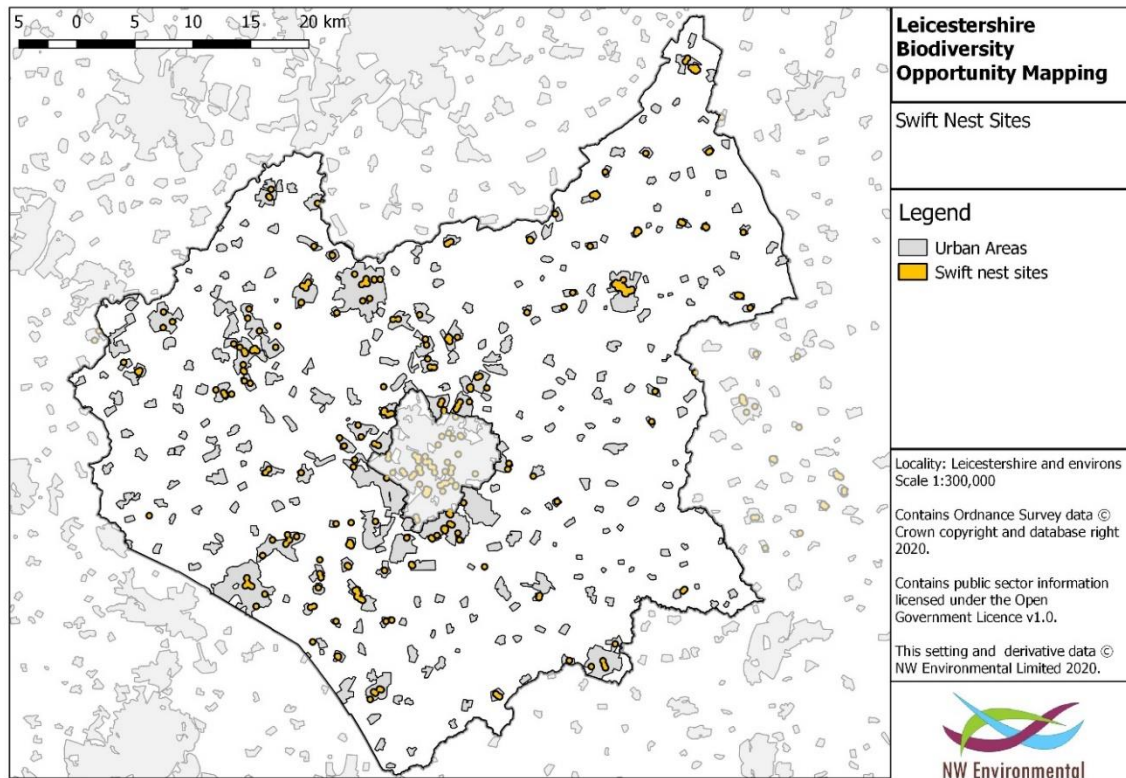 5 0 5 10 15 20 km
Leicestershire
Biodiversity
Opportunity Mapping
Swift Nest Sites
Legend
Urban Areas
Swift nest sites
Locality: Leicestershire and environs
Scale 1:300,000
Contains Ordnance Survey data ©
Crown copyright and database right
2020.
Contains public sector information
licensed under the Open
Government Licence v1.0.
This setting and derivative data ©
NW Environmental Limited 2020.
NW Environmental